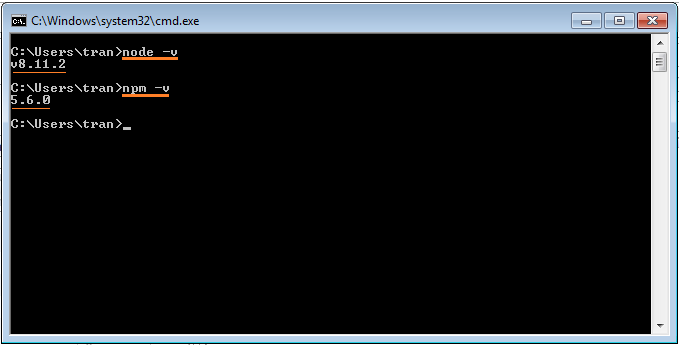 C:\Windows\system32\cmd.exe
C:\Users\tran>node -v
v8.11.2
C:\Users\tran>npm -v
5.6.0
C:\Users\tran>_